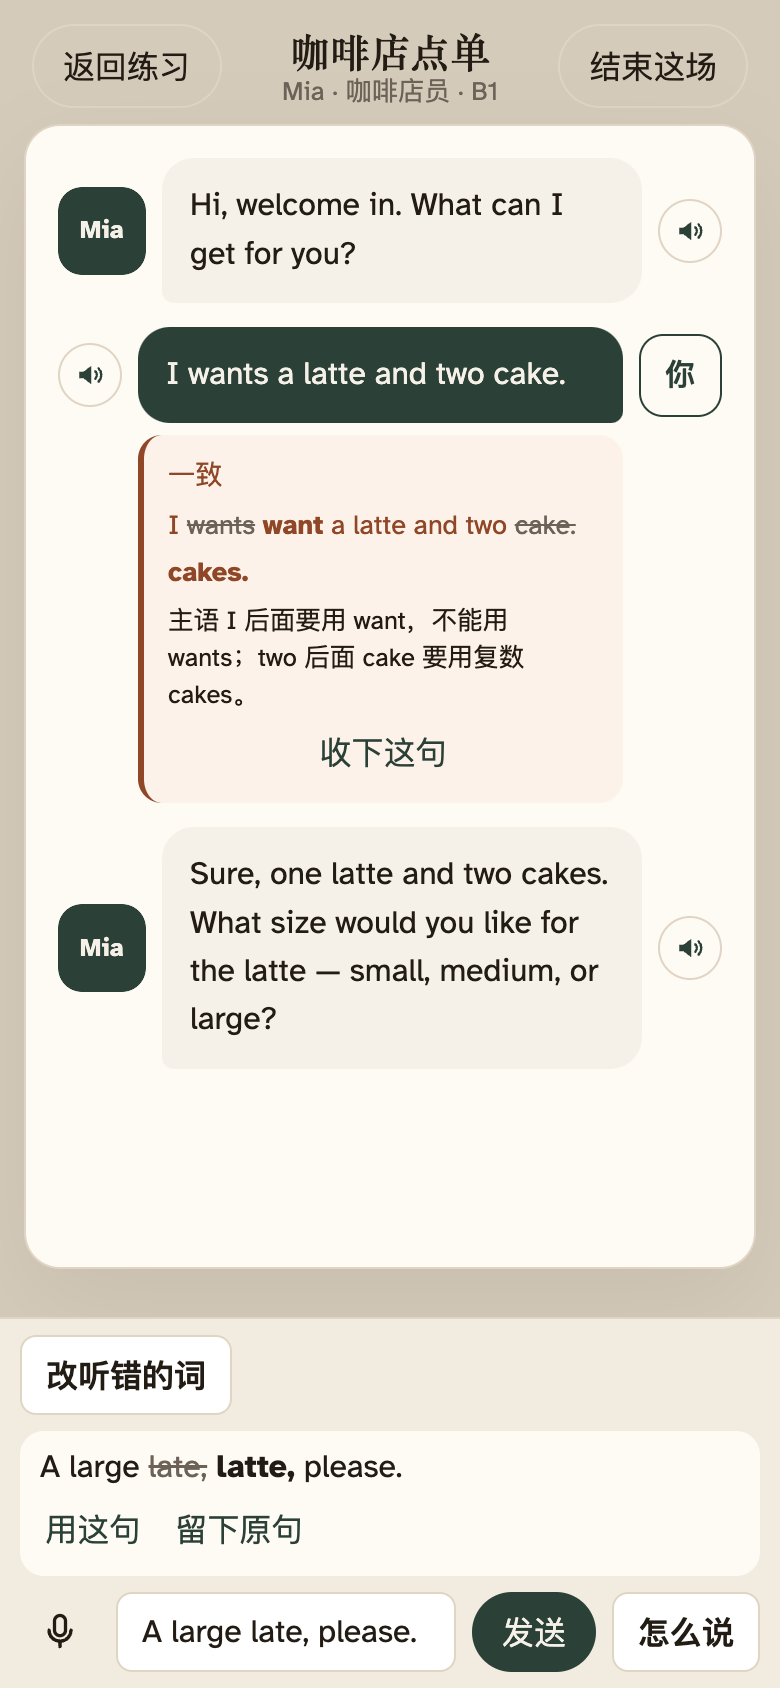 返回练习
咖啡店点单
Mia · 咖啡店员 · B1
结束这场
Mia
Hi, welcome in. What can I
get for you?
I wants a latte and two cake.
你
一致
I wants want a latte and two cake.
cakes.
主语 I 后面要用 want，不能用
wants；two 后面 cake 要用复数
cakes。
收下这句
Mia
Sure, one latte and two cakes.
What size would you like for
the latte — small, medium, or
large?
改听错的词
A large late, latte, please.
用这句 留下原句
A large late, please.
发送
怎么说